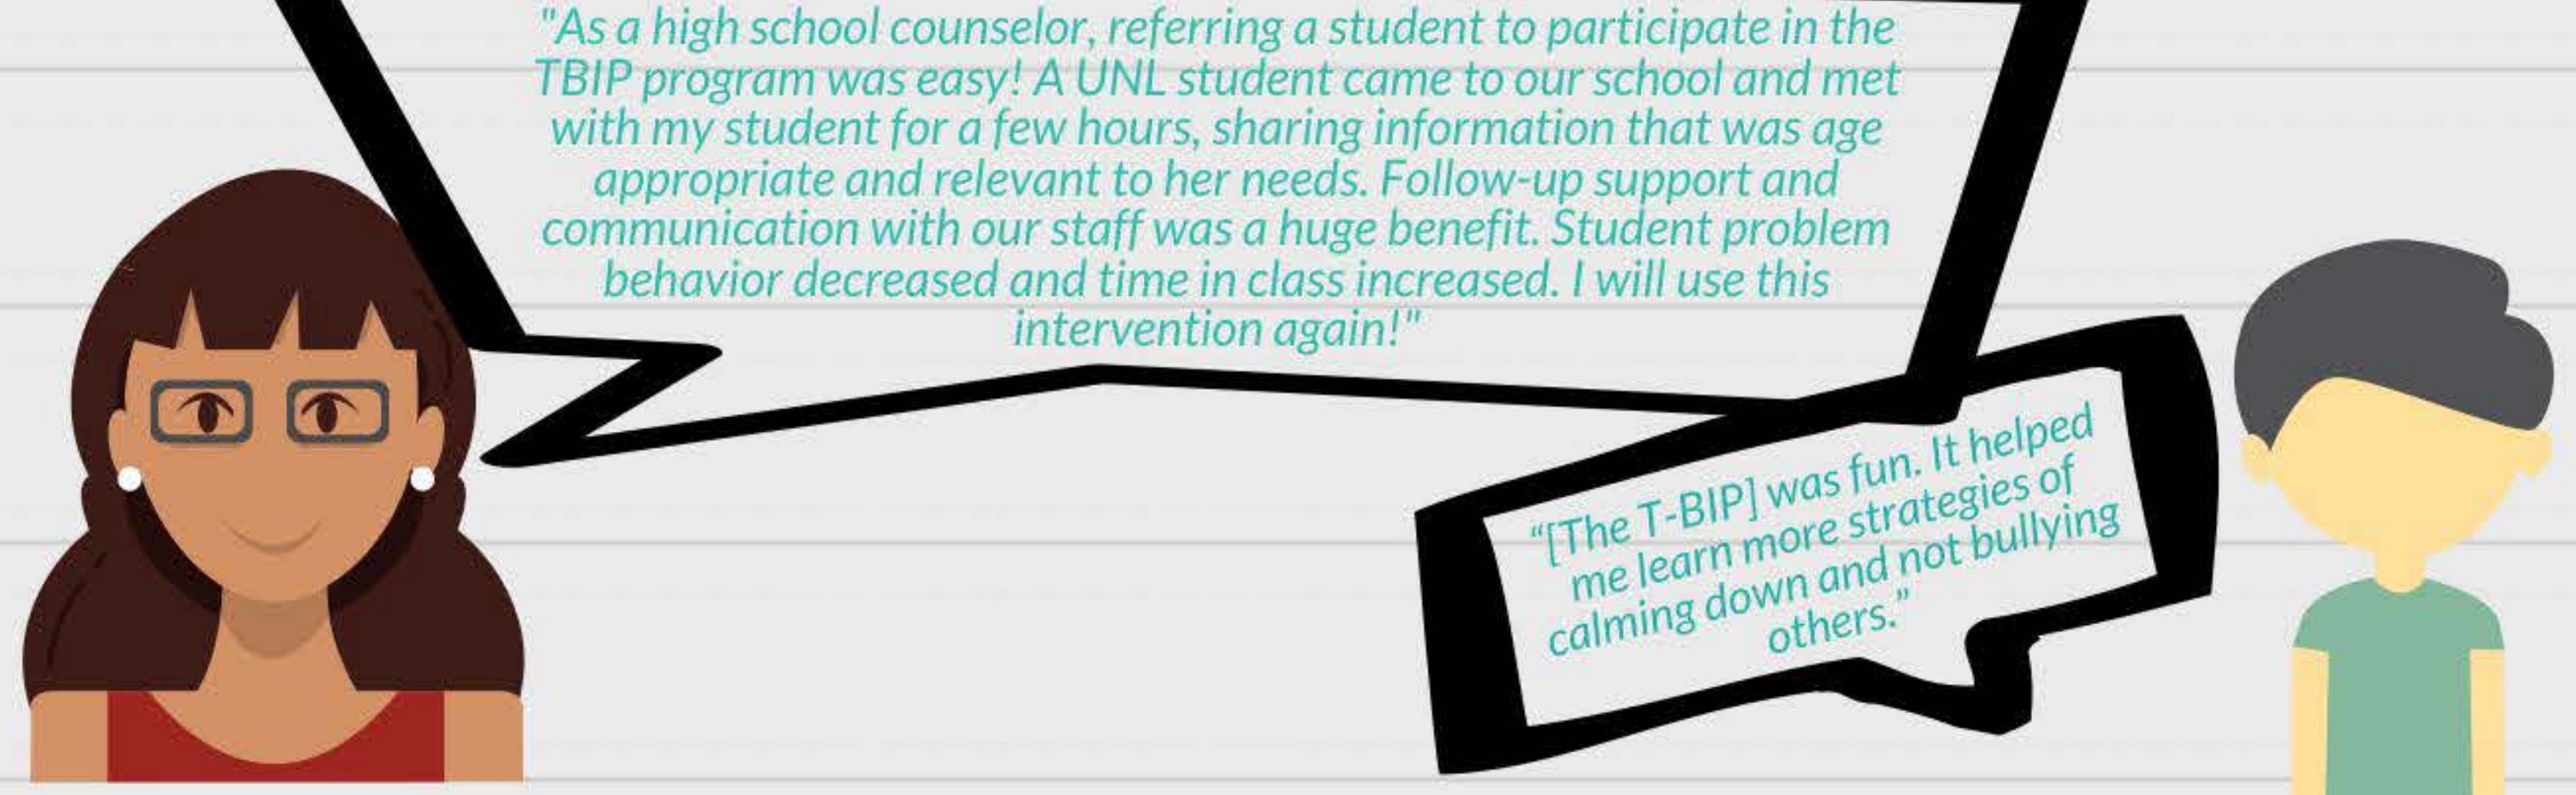 "As a high school counselor, referring a student to participate in the
TBIP program was easy! A UNL student came to our school and met
with my student for a few hours, sharing information that was age
appropriate and relevant to her needs. Follow-up support and
communication with our staff was a huge benefit. Student problem
behavior decreased and time in class increased. I will use this
intervention again!"
“[The T-BIP] was fun. It helped
me learn more strategies of
calming down and not bullying
others.”